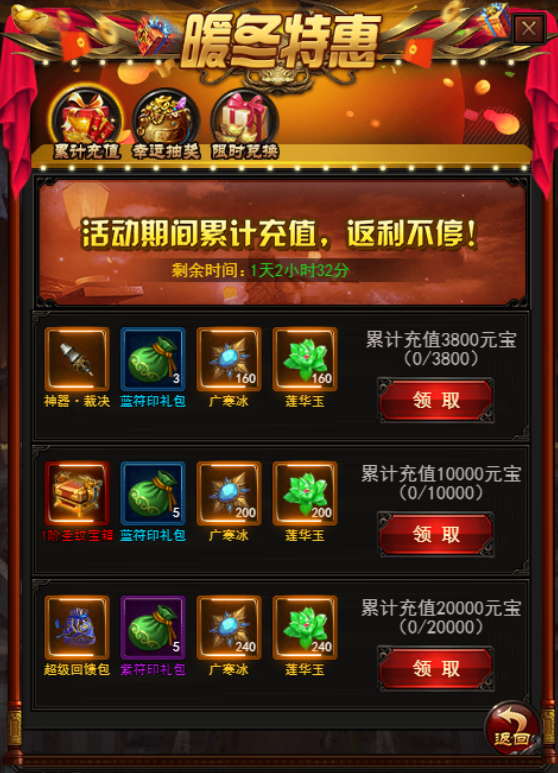 暖冬特惠
累计充值 幸运抽奖 限时兑换
活动期间累计充值，返利不停！
剩余时间：1天2小时32分
累计充值3800元宝
（0/3800）
3 160 160
神器·裁决 蓝符印礼包 广寒冰 莲华玉
领 取
累计充值10000元宝
（0/10000）
5 200 200
1阶圣纹宝箱 蓝符印礼包 广寒冰 莲华玉
领 取
累计充值20000元宝
（0/20000）
5 240 240
超级回馈包 紫符印礼包 广寒冰 莲华玉
领 取
返回